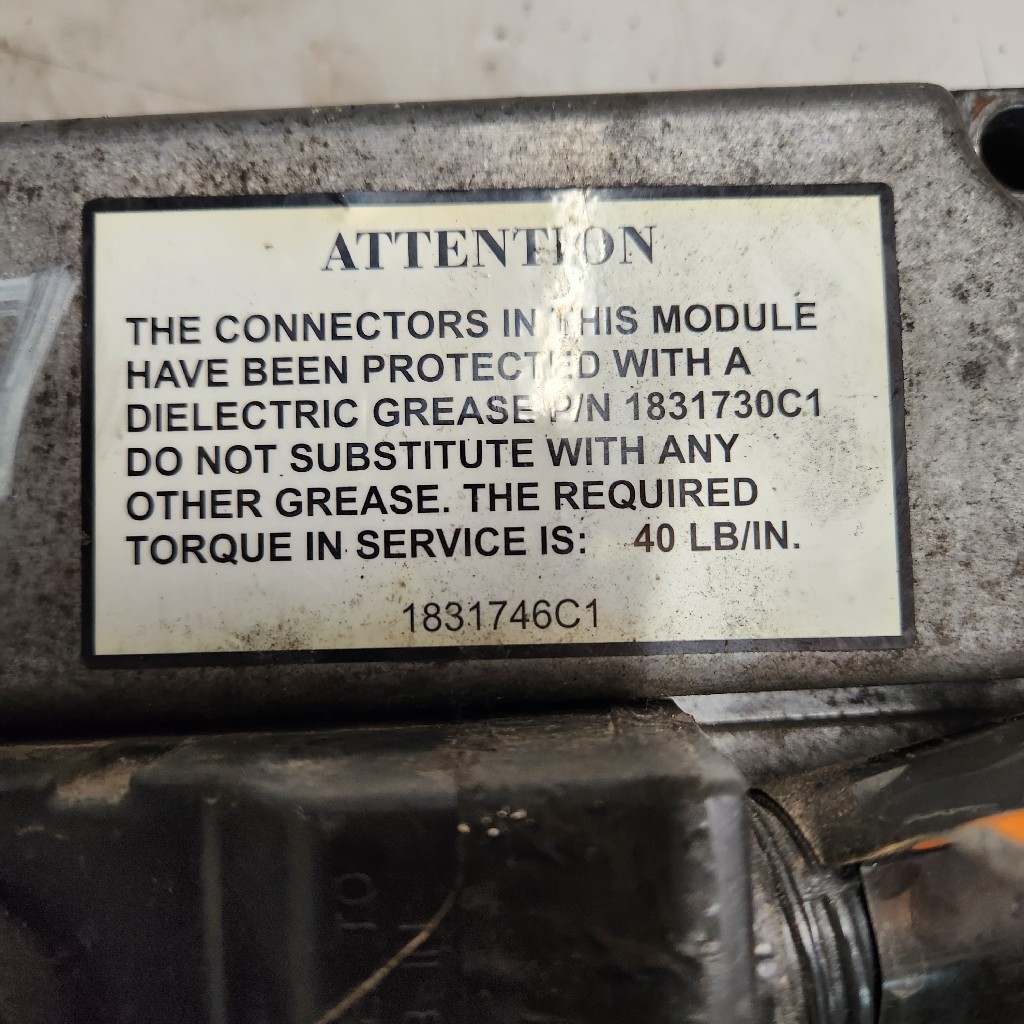 ATTENTION
THE CONNECTORS IN THIS MODULE
HAVE BEEN PROTECTED WITH A
DIELECTRIC GREASE P/N 1831730C1
DO NOT SUBSTITUTE WITH ANY
OTHER GREASE. THE REQUIRED
TORQUE IN SERVICE IS: 40 LB/IN.
1831746C1